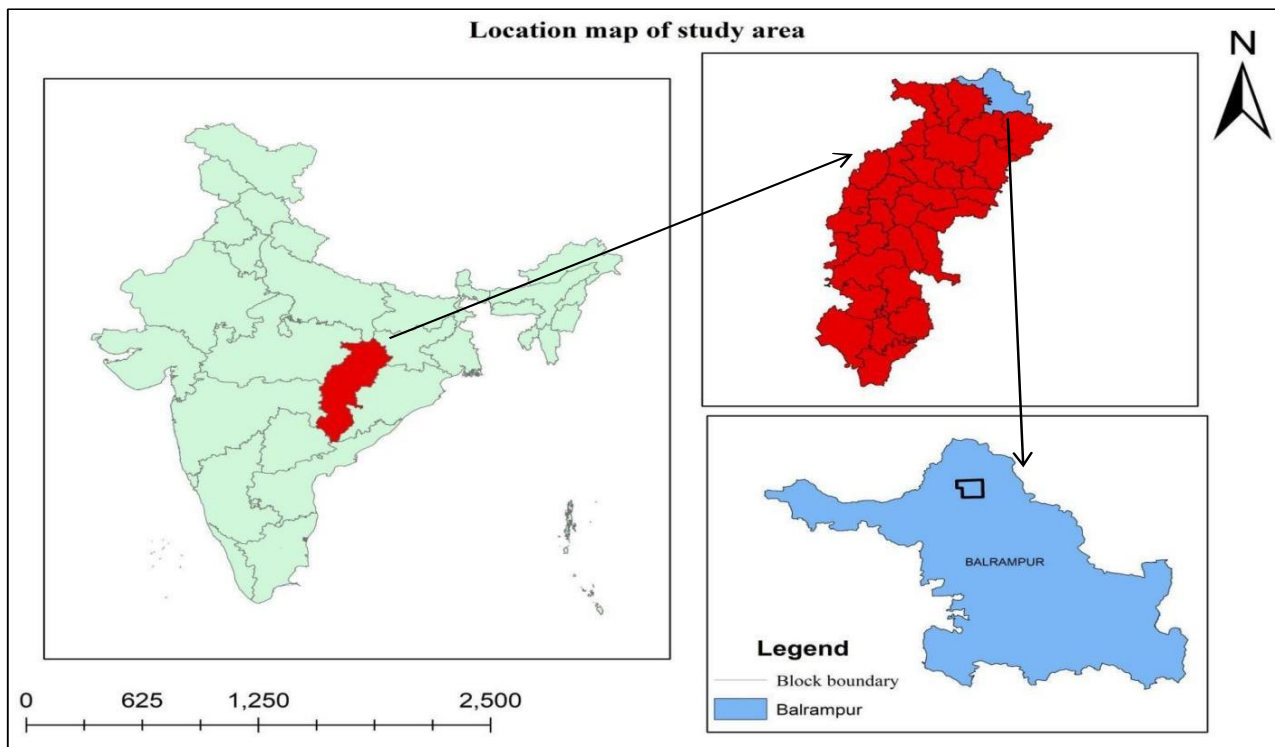 Location map of study area
N
BALRAMPUR
Legend
Block boundary
Balrampur
0 625 1,250 2,500